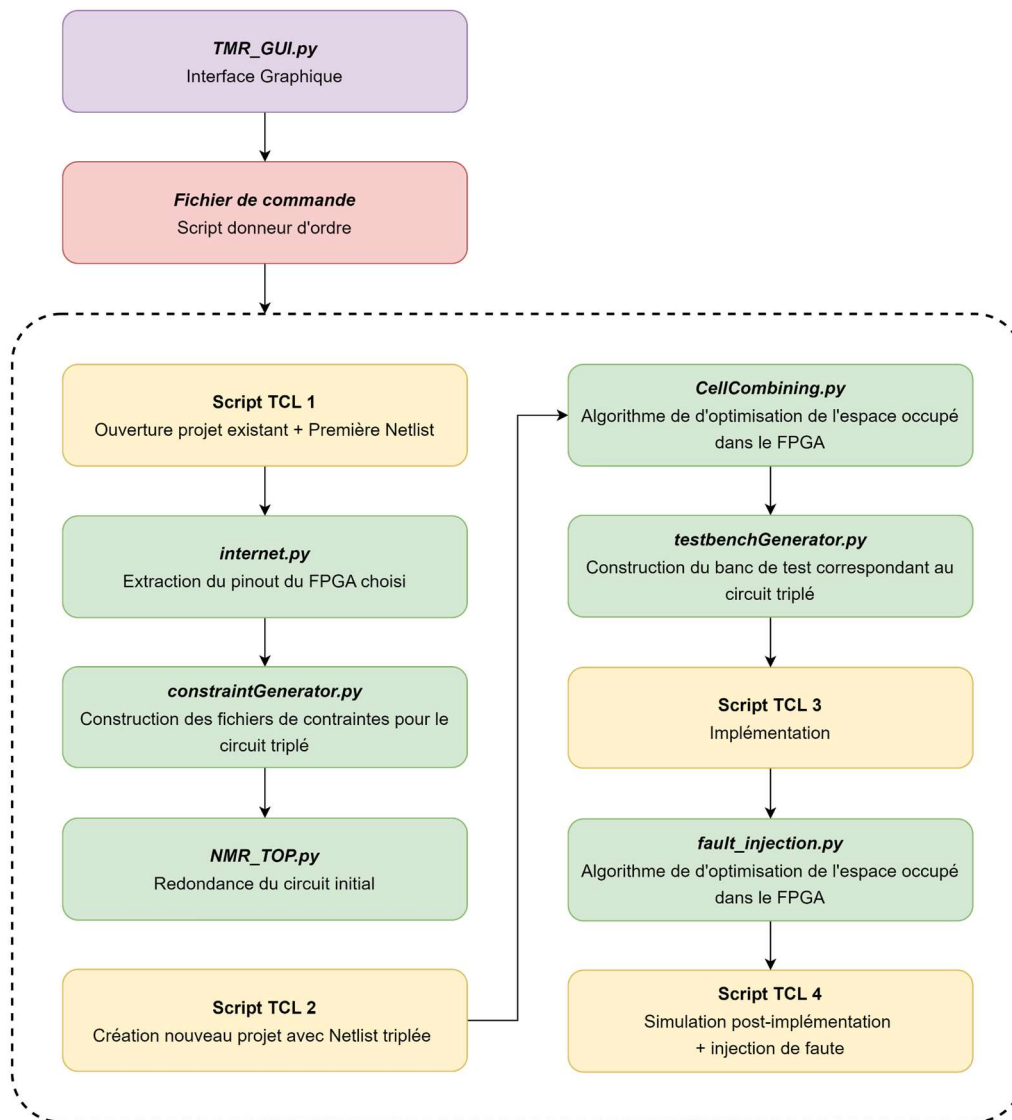 TMR_GUI.py
Interface Graphique
Fichier de commande
Script donneur d'ordre
Script TCL 1
Ouverture projet existant + Première Netlist
internet.py
Extraction du pinout du FPGA choisi
constraintGenerator.py
Construction des fichiers de contraintes pour le
circuit triplé
NMR_TOP.py
Redondance du circuit initial
Script TCL 2
Création nouveau projet avec Netlist triplée
CellCombining.py
Algorithme de d'optimisation de l'espace occupé
dans le FPGA
testbenchGenerator.py
Construction du banc de test correspondant au
circuit triplé
Script TCL 3
Implémentation
fault_injection.py
Algorithme de d'optimisation de l'espace occupé
dans le FPGA
Script TCL 4
Simulation post-implémentation
+ injection de faute